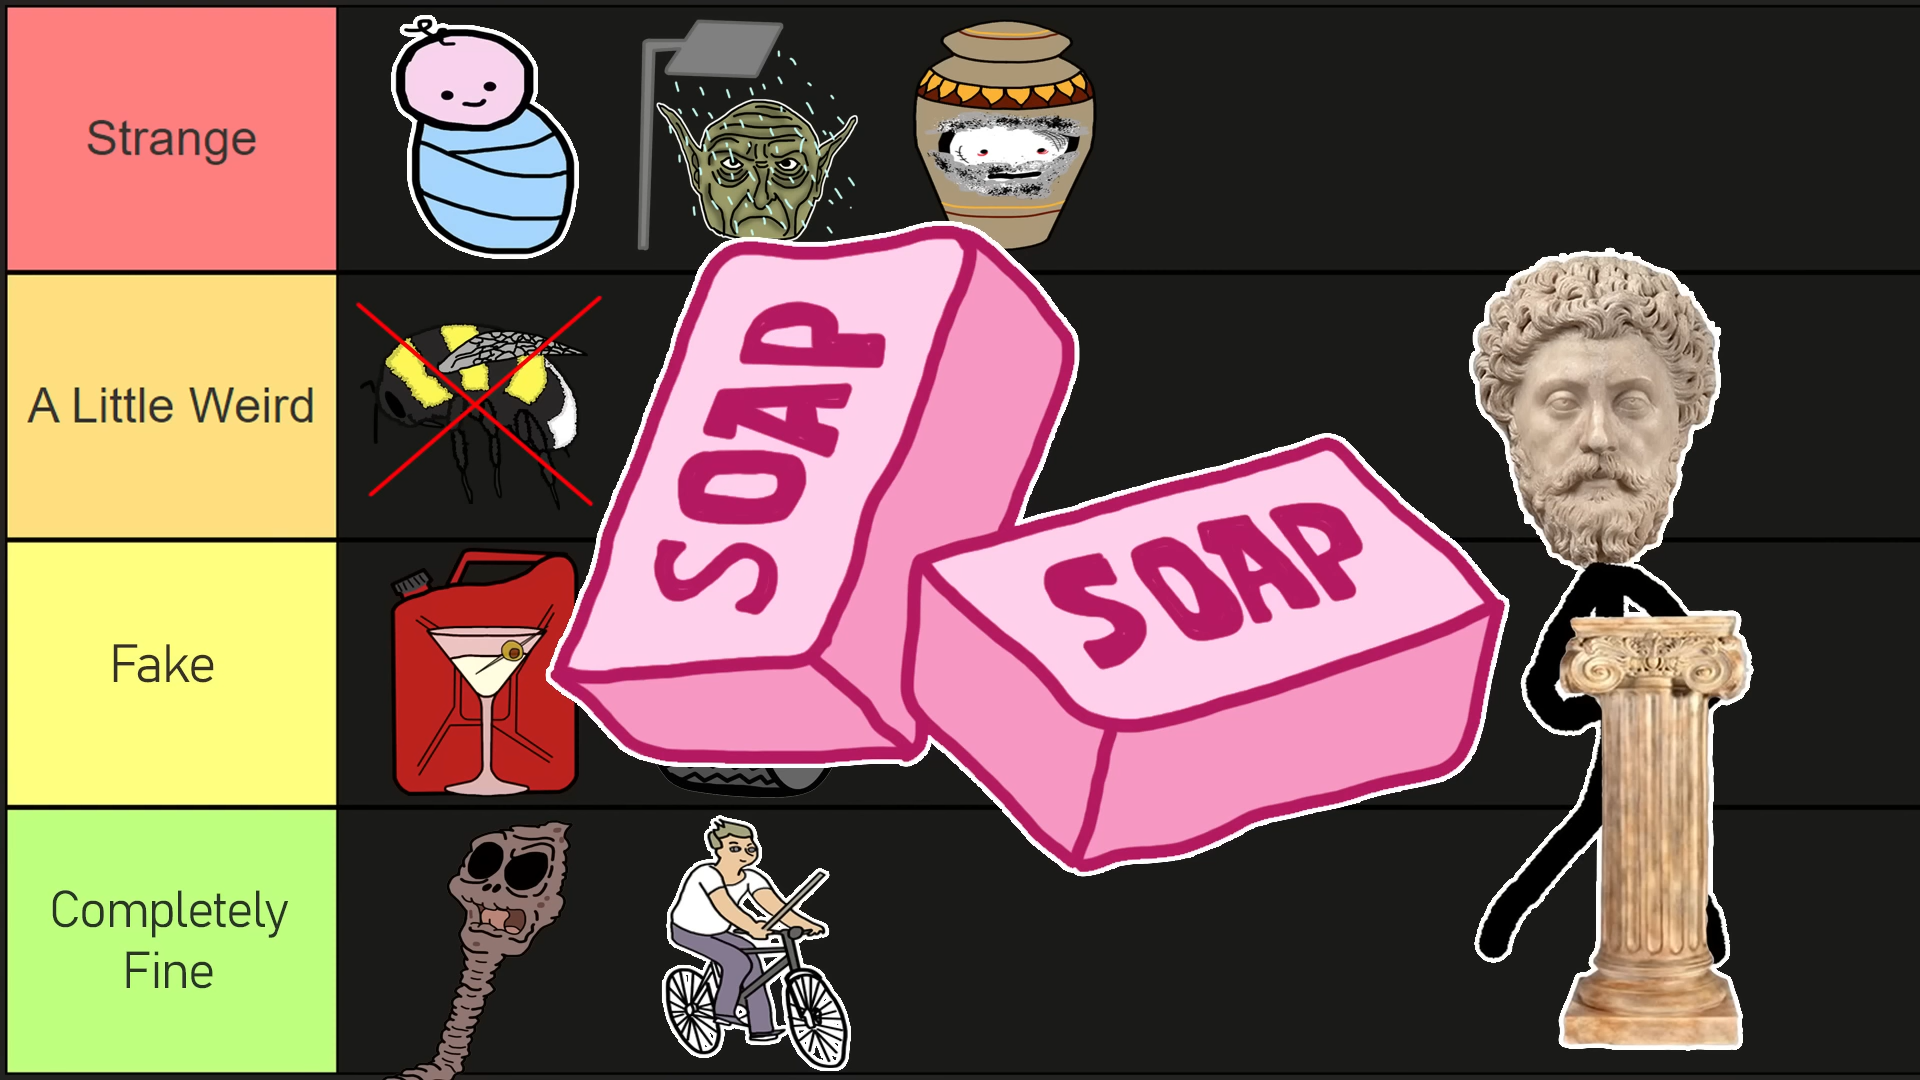 Strange
A Little Weird
Fake
Completely
Fine
SOAP
SOAP